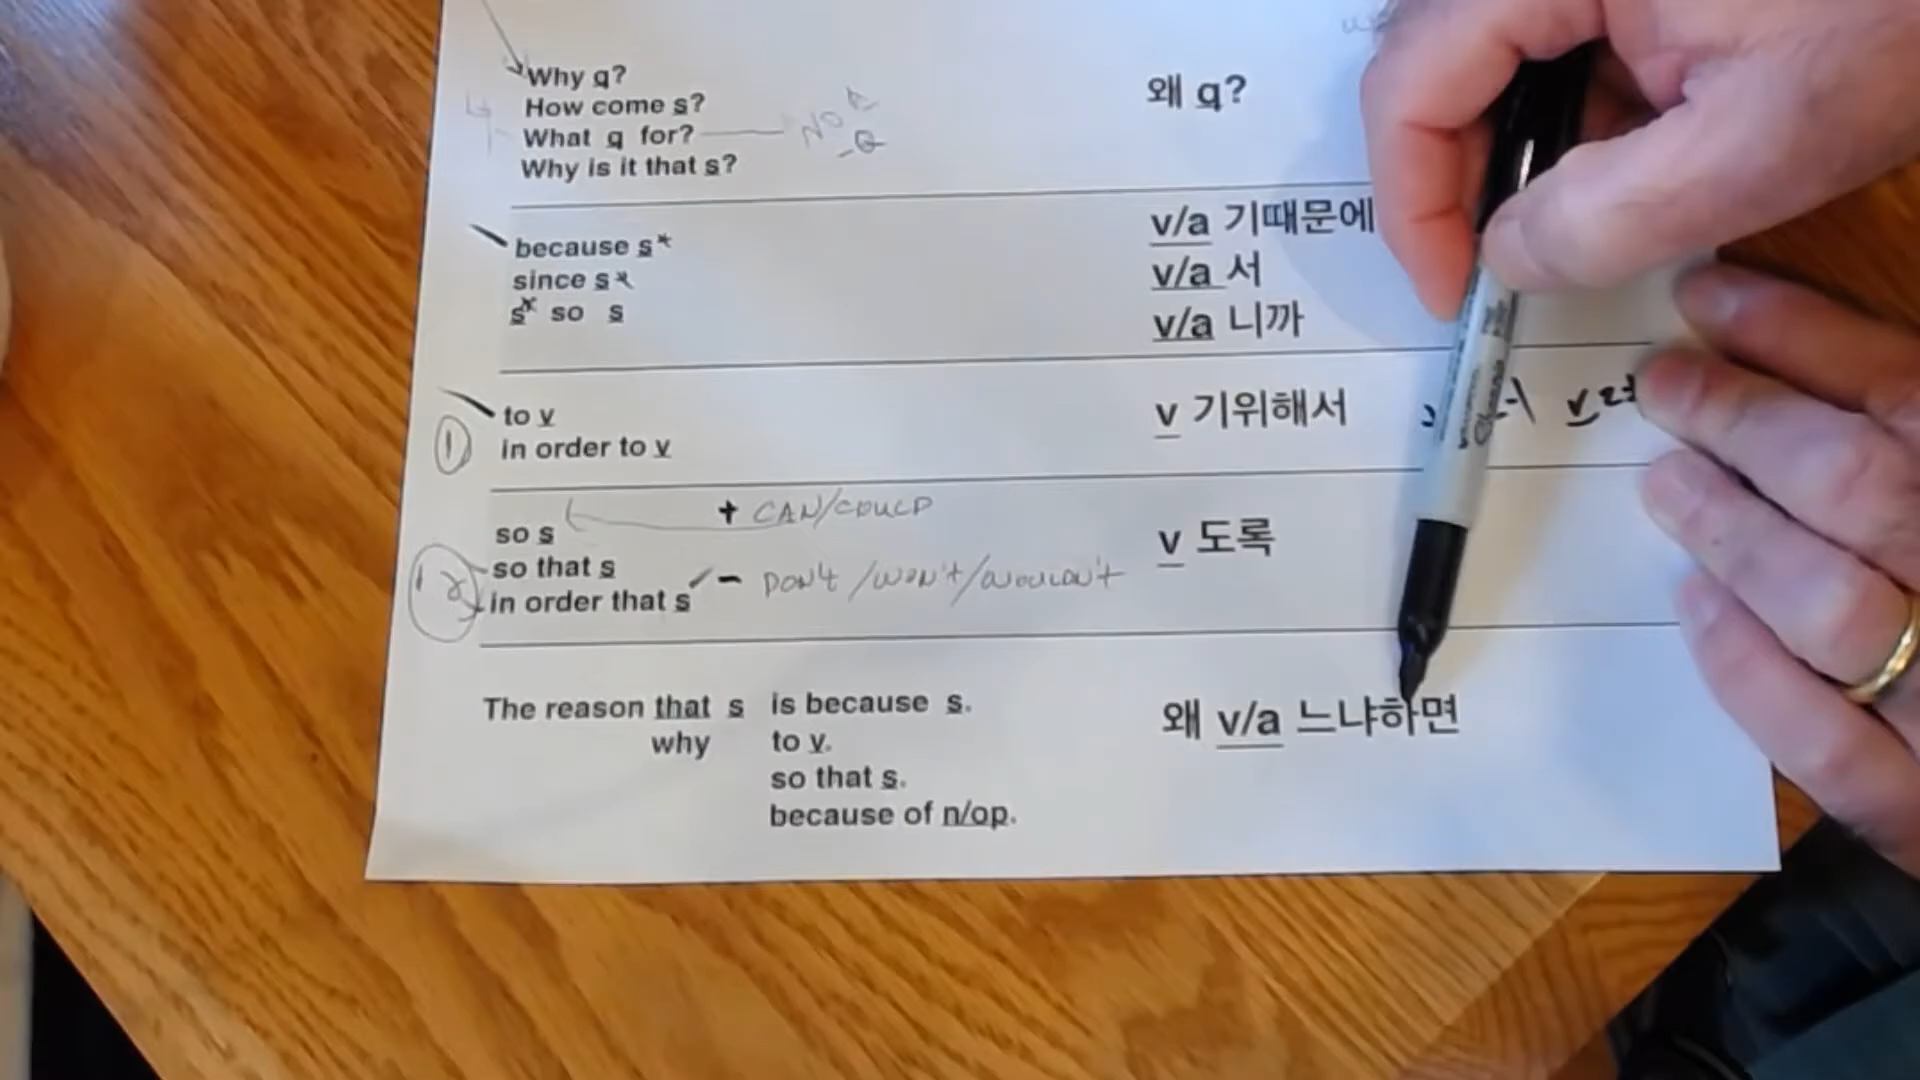 Why q?
How come s?
What q for?
Why is it that s?
NO A
-Q
왜 q?
because s*
since s*
s* so s
v/a 기때문에
v/a 서
v/a 니까
to v
in order to v
1
v 기위해서
v 러
so s
so that s
in order that s
+ CAN/COULD
- DON'T/WON'T/WOULDN'T
v 도록
The reason that s is because s.
why to v.
so that s.
because of n/op.
왜 v/a 느냐하면